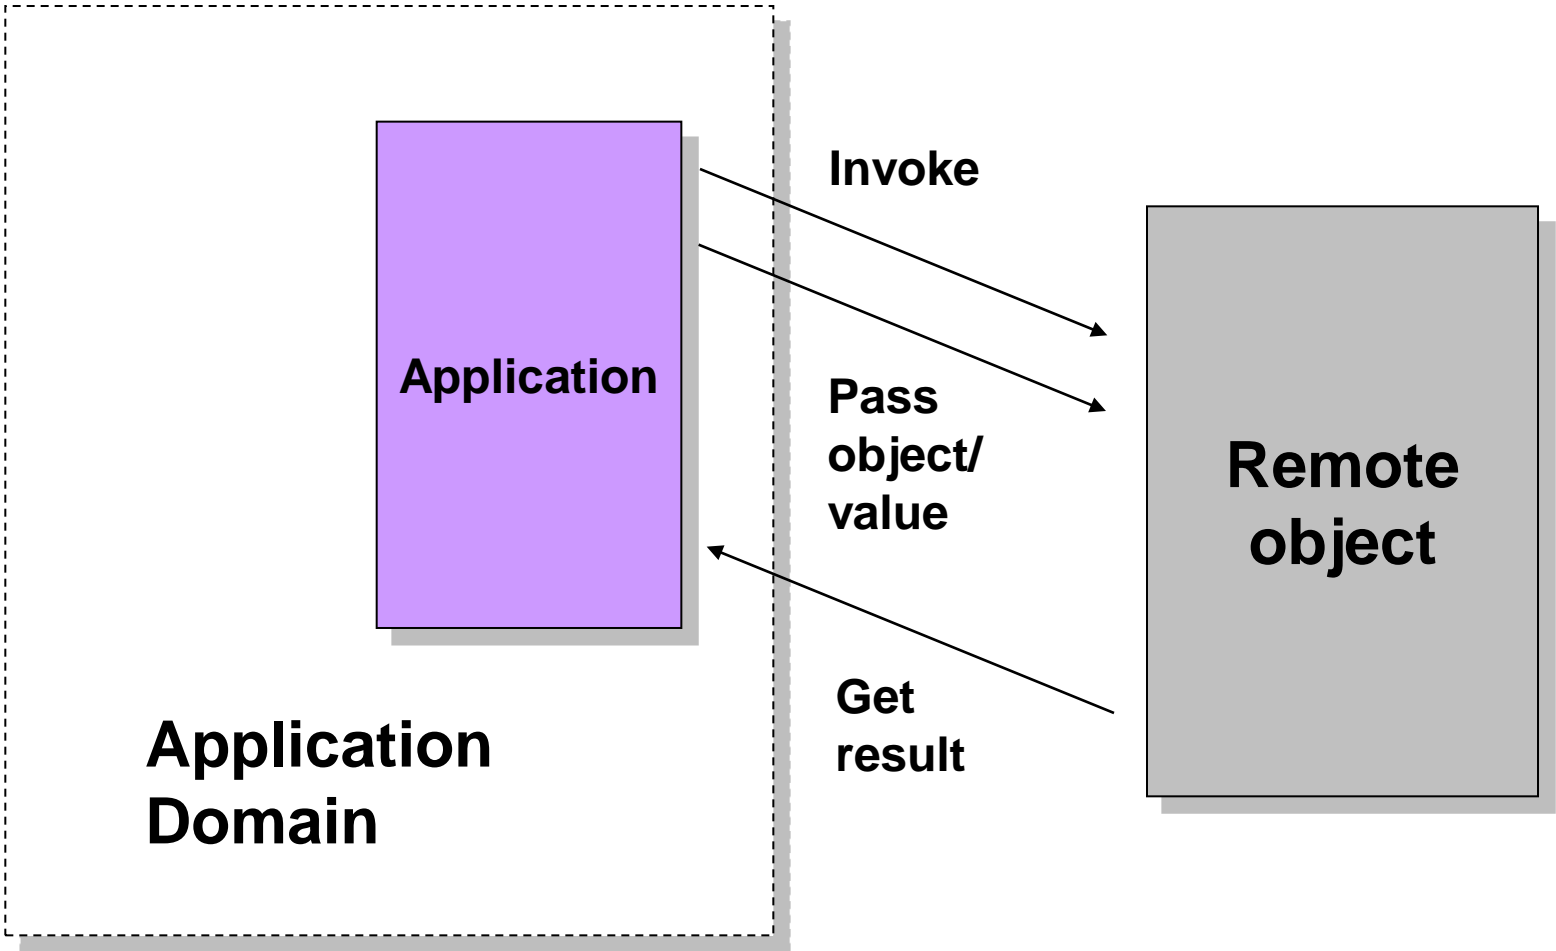 Application
Application
Domain
Invoke
Pass
object/
value
Get
result
Remote
object